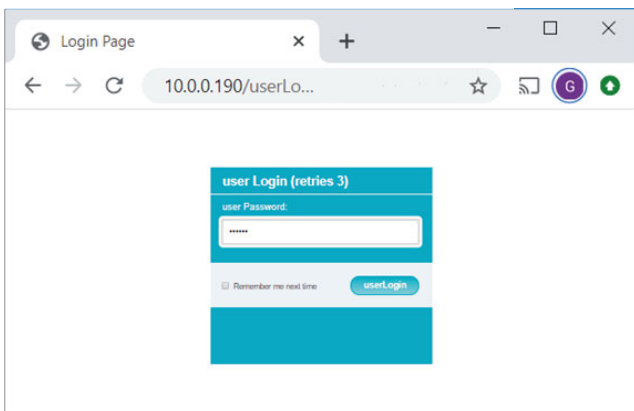 Login Page
10.0.0.190/userLo...
G
user Login (retries 3)
user Password:
••••••
Remember me next time
userLogin